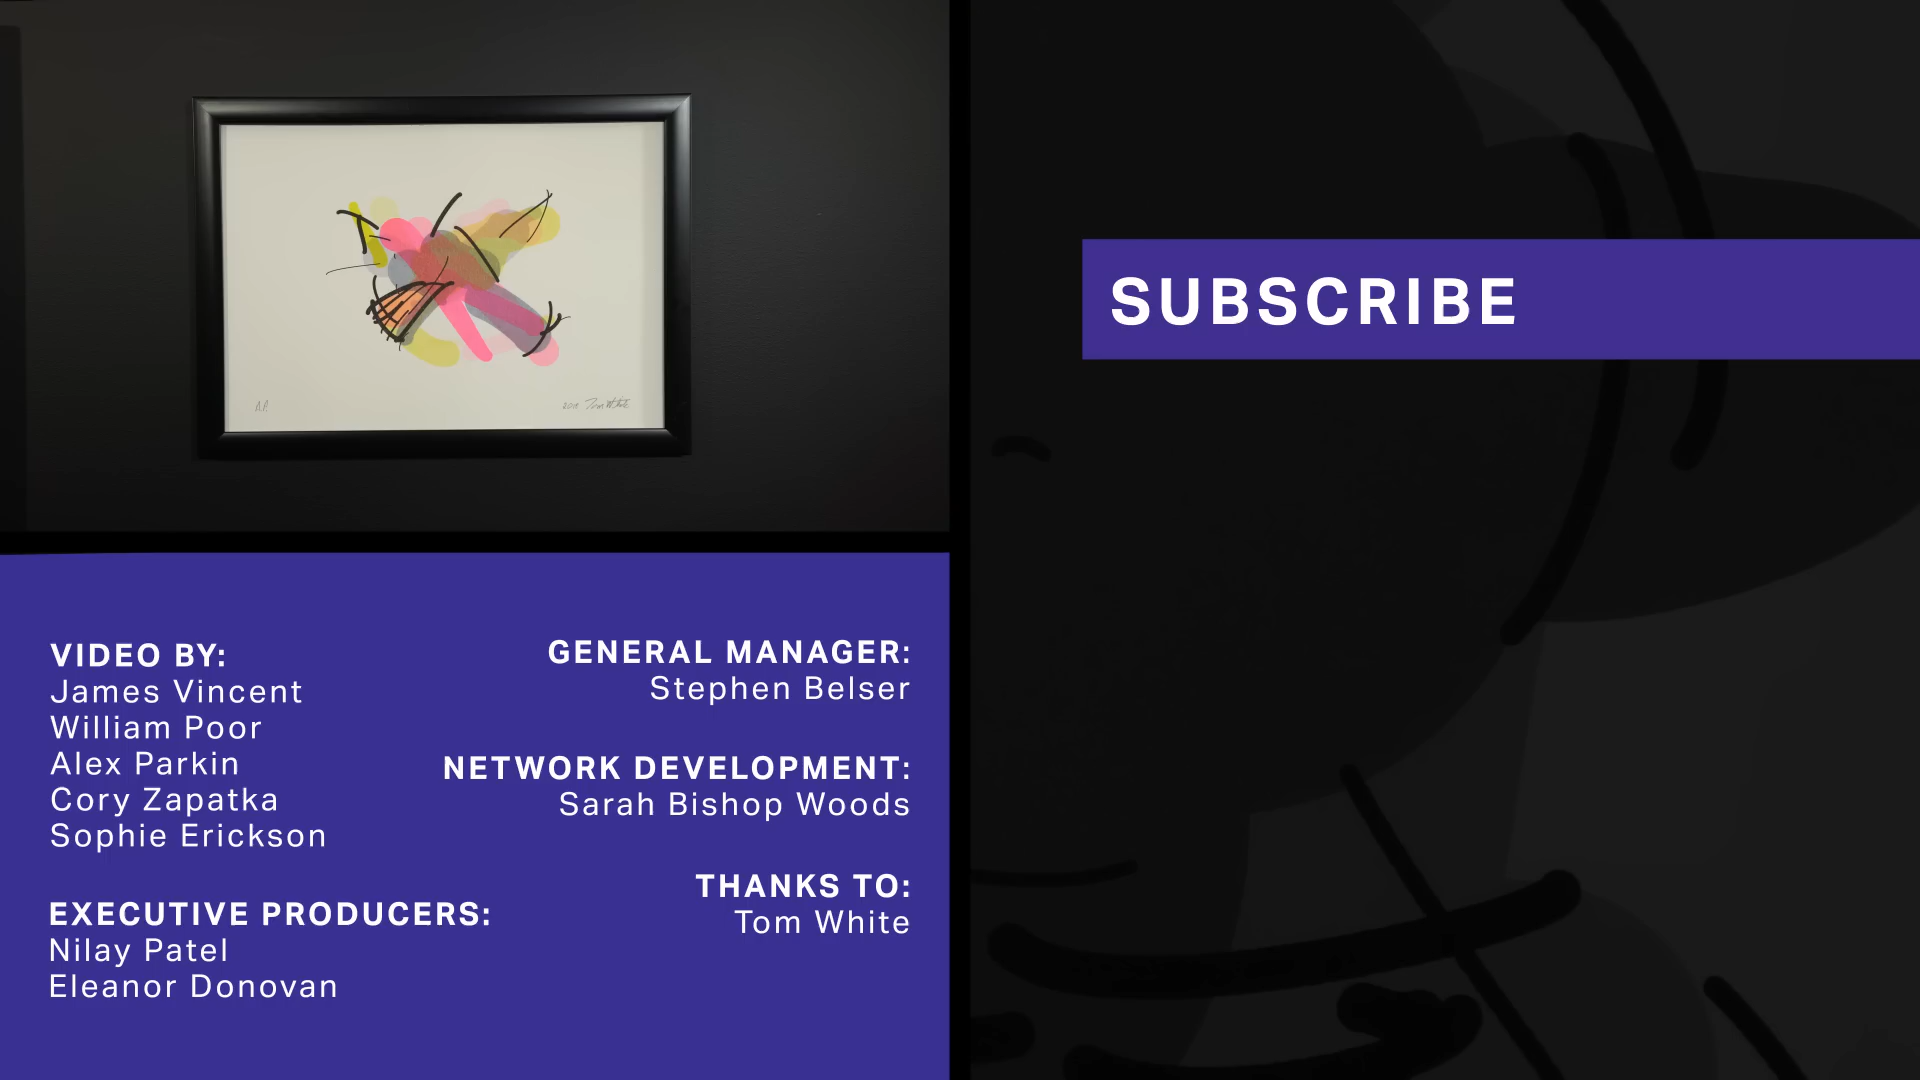 SUBSCRIBE
VIDEO BY:
James Vincent
William Poor
Alex Parkin
Cory Zapatka
Sophie Erickson
EXECUTIVE PRODUCERS:
Nilay Patel
Eleanor Donovan
GENERAL MANAGER:
Stephen Belser
NETWORK DEVELOPMENT:
Sarah Bishop Woods
THANKS TO:
Tom White